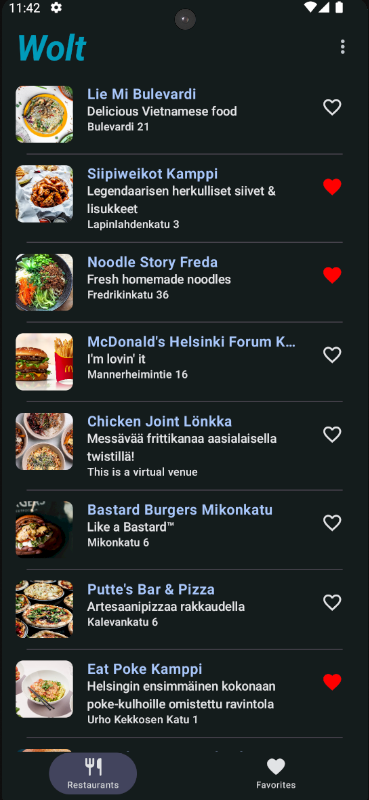 11:42
Wolt
Lie Mi Bulevardi
Delicious Vietnamese food
Bulevardi 21
Siipiweikot Kamppi
Legendaarisen herkulliset siivet &
lisukkeet
Lapinlahdenkatu 3
Noodle Story Freda
Fresh homemade noodles
Fredrikinkatu 36
McDonald's Helsinki Forum K…
I'm lovin' it
Mannerheimintie 16
Chicken Joint Lönkka
Messävää frittikanaa aasialaisella
twistillä!
This is a virtual venue
Bastard Burgers Mikonkatu
Like a Bastard™
Mikonkatu 6
Putte's Bar & Pizza
Artesaanipizzaa rakkaudella
Kalevankatu 6
Eat Poke Kamppi
Helsingin ensimmäinen kokonaan
poke-kulhoille omistettu ravintola
Urho Kekkosen Katu 1
Restaurants
Favorites